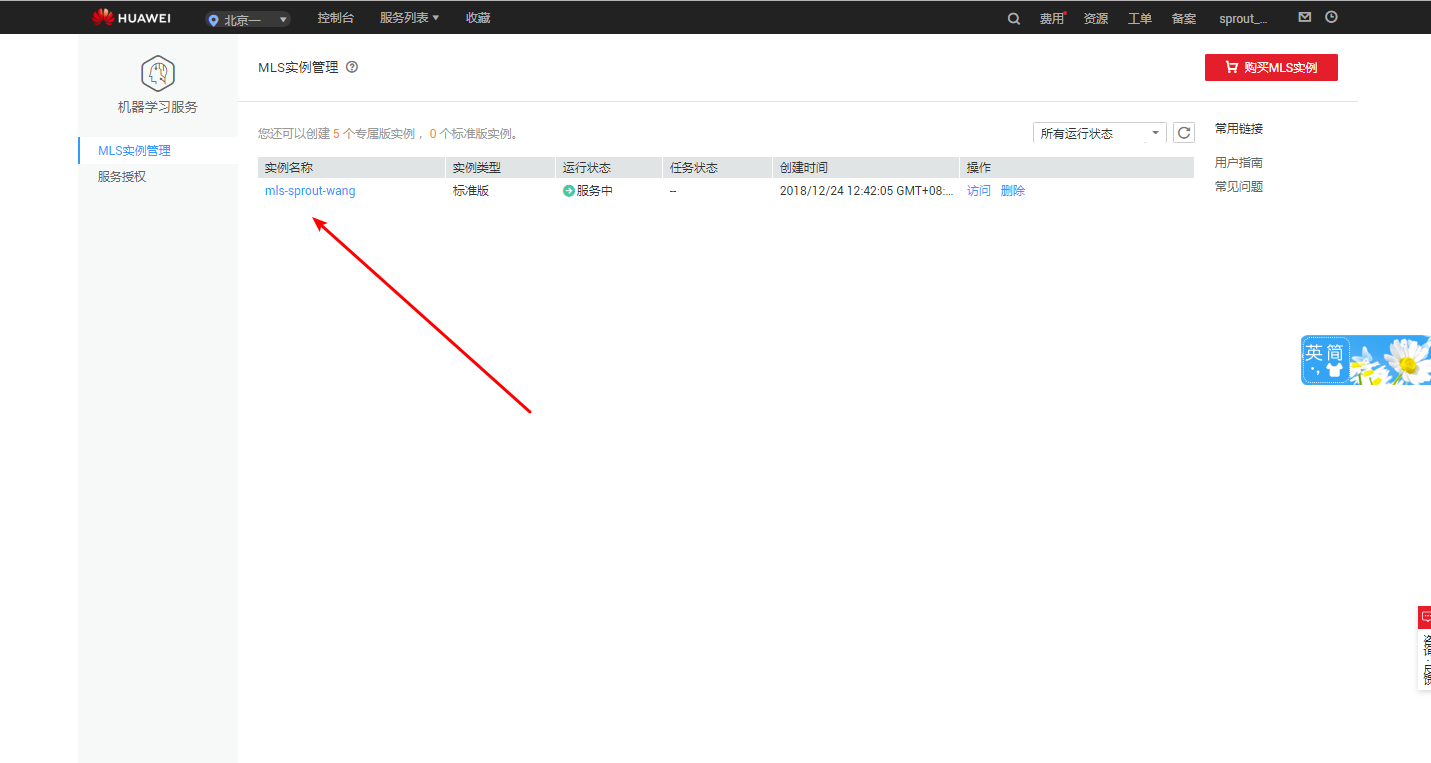 HUAWEI 北京一 控制台 服务列表 收藏 费用 资源 工单 备案 sprout_...
机器学习服务
MLS实例管理
服务授权
MLS实例管理
购买MLS实例
您还可以创建 5 个专属版实例， 0 个标准版实例。
所有运行状态
实例名称 实例类型 运行状态 任务状态 创建时间 操作
mls-sprout-wang 标准版 服务中 -- 2018/12/24 12:42:05 GMT+08:... 访问 删除
常用链接
用户指南
常见问题
英 简
咨询·反馈